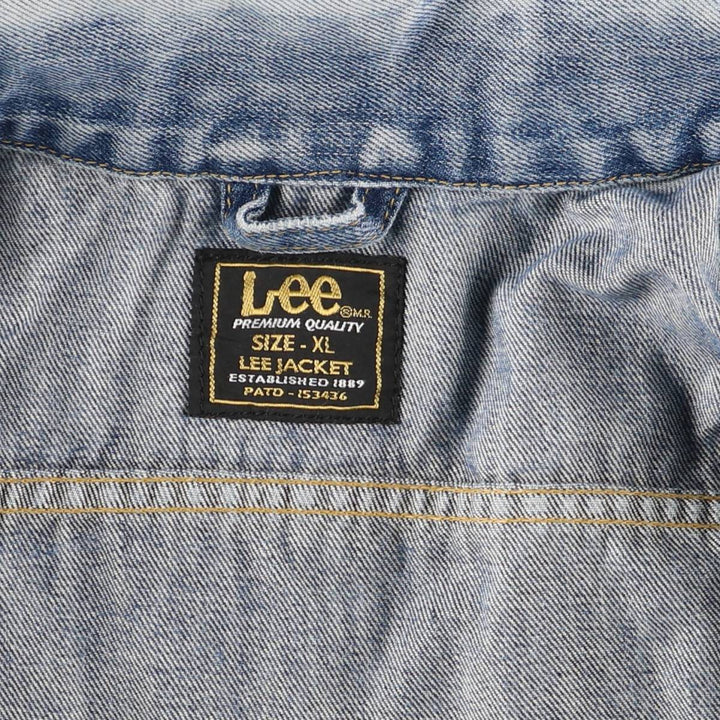 Lee ® M.R.
PREMIUM QUALITY
SIZE - XL
LEE JACKET
ESTABLISHED 1889
PATD - 153436